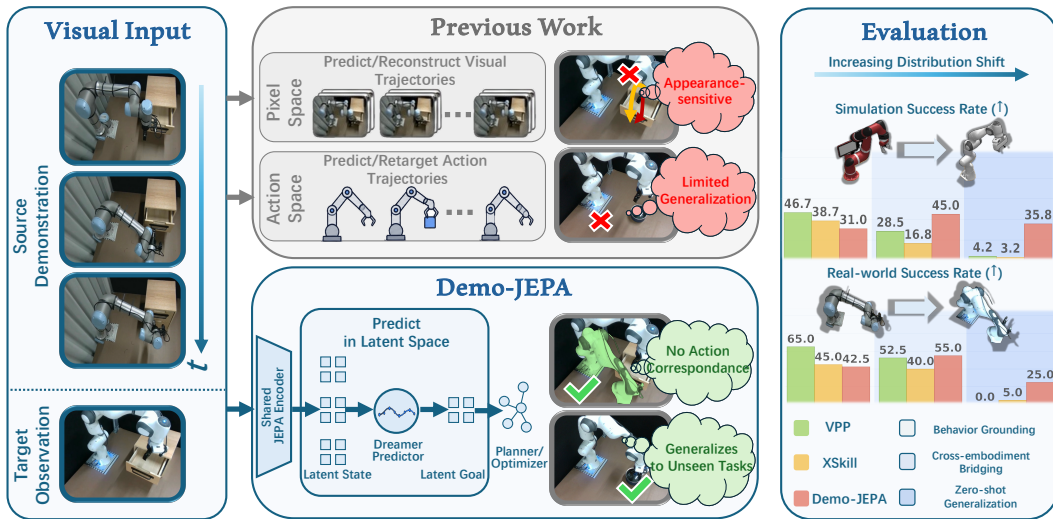 Visual Input
Source
Demonstration
t
Target
Observation
Previous Work
Pixel
Space
Predict/Reconstruct Visual
Trajectories
Appearance-
sensitive
Action
Space
Predict/Retarget Action
Trajectories
Limited
Generalization
Demo-JEPA
Shared
JEPA Encoder
Predict
in Latent Space
Dreamer
Predictor
Latent State
Latent Goal
Planner/
Optimizer
No Action
Correspondance
Generalizes
to Unseen Tasks
Evaluation
Increasing Distribution Shift
Simulation Success Rate (↑)
46.7 38.7 31.0
28.5 16.8 45.0
4.2 3.2 35.8
Real-world Success Rate (↑)
65.0 45.0 42.5
52.5 40.0 55.0
0.0 5.0 25.0
VPP
XSkill
Demo-JEPA
Behavior Grounding
Cross-embodiment
Bridging
Zero-shot
Generalization